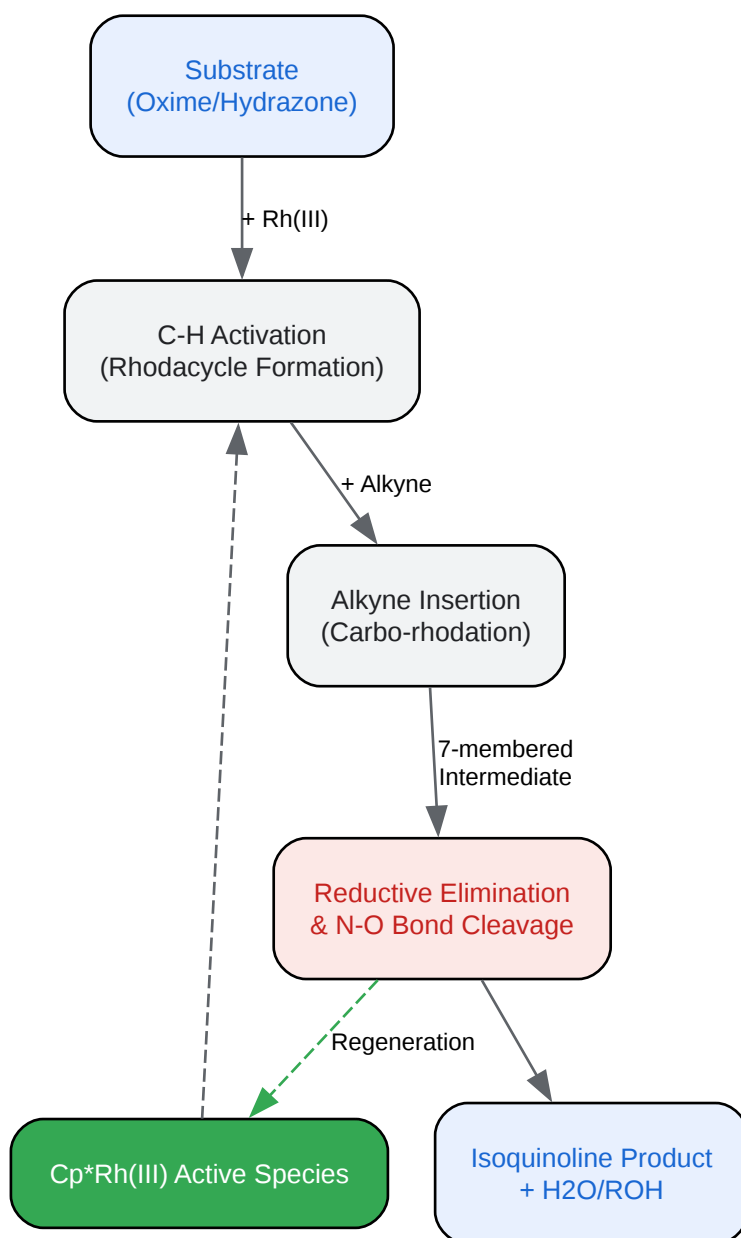 Substrate
(Oxime/Hydrazone)
+ Rh(III)
C-H Activation
(Rhodacycle Formation)
+ Alkyne
Alkyne Insertion
(Carbo-rhodation)
7-membered
Intermediate
Reductive Elimination
& N-O Bond Cleavage
Regeneration
Cp*Rh(III) Active Species
Isoquinoline Product
+ H2O/ROH